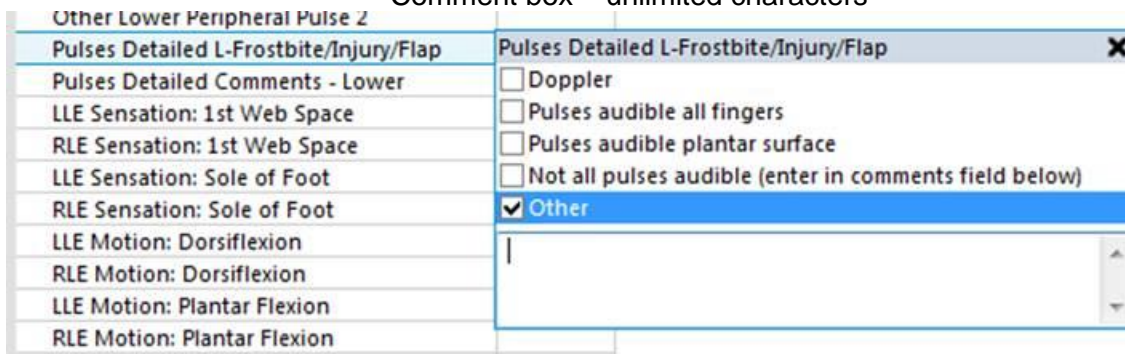 Comment box – unlimited characters
Other Lower Peripheral Pulse 2
Pulses Detailed L-Frostbite/Injury/Flap
Pulses Detailed Comments - Lower
LLE Sensation: 1st Web Space
RLE Sensation: 1st Web Space
LLE Sensation: Sole of Foot
RLE Sensation: Sole of Foot
LLE Motion: Dorsiflexion
RLE Motion: Dorsiflexion
LLE Motion: Plantar Flexion
RLE Motion: Plantar Flexion
Pulses Detailed L-Frostbite/Injury/Flap
Doppler
Pulses audible all fingers
Pulses audible plantar surface
Not all pulses audible (enter in comments field below)
Other